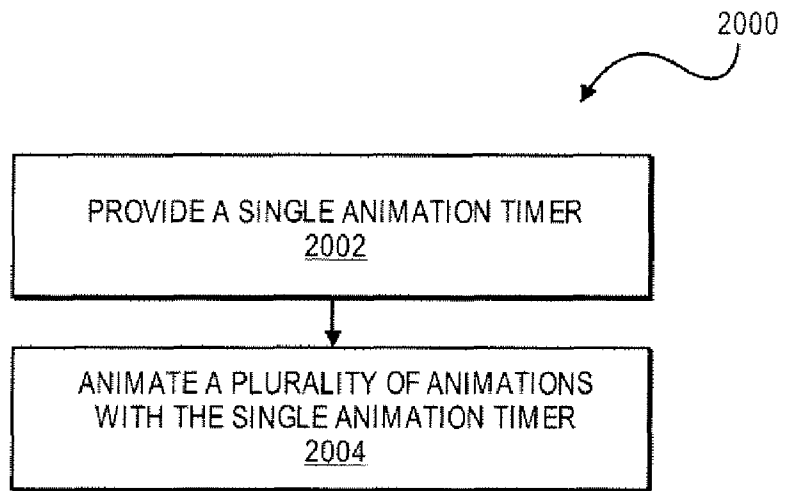 2000
PROVIDE A SINGLE ANIMATION TIMER
2002
ANIMATE A PLURALITY OF ANIMATIONS
WITH THE SINGLE ANIMATION TIMER
2004